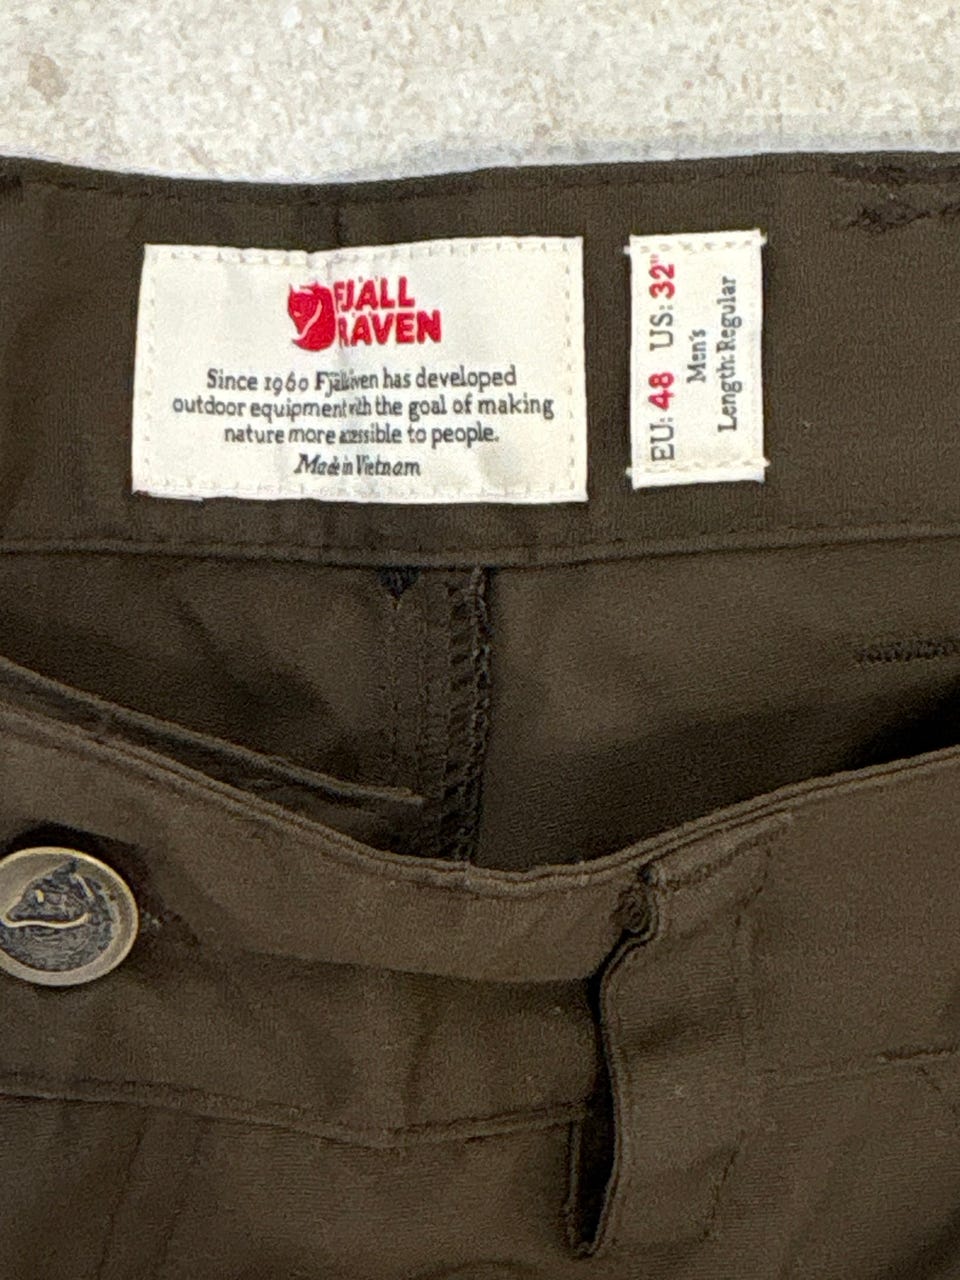 FJÄLL
RÄVEN
Since 1960 Fjällräven has developed
outdoor equipment with the goal of making
nature more accessible to people.
Made in Vietnam
EU: 48 US: 32"
Men's
Length: Regular